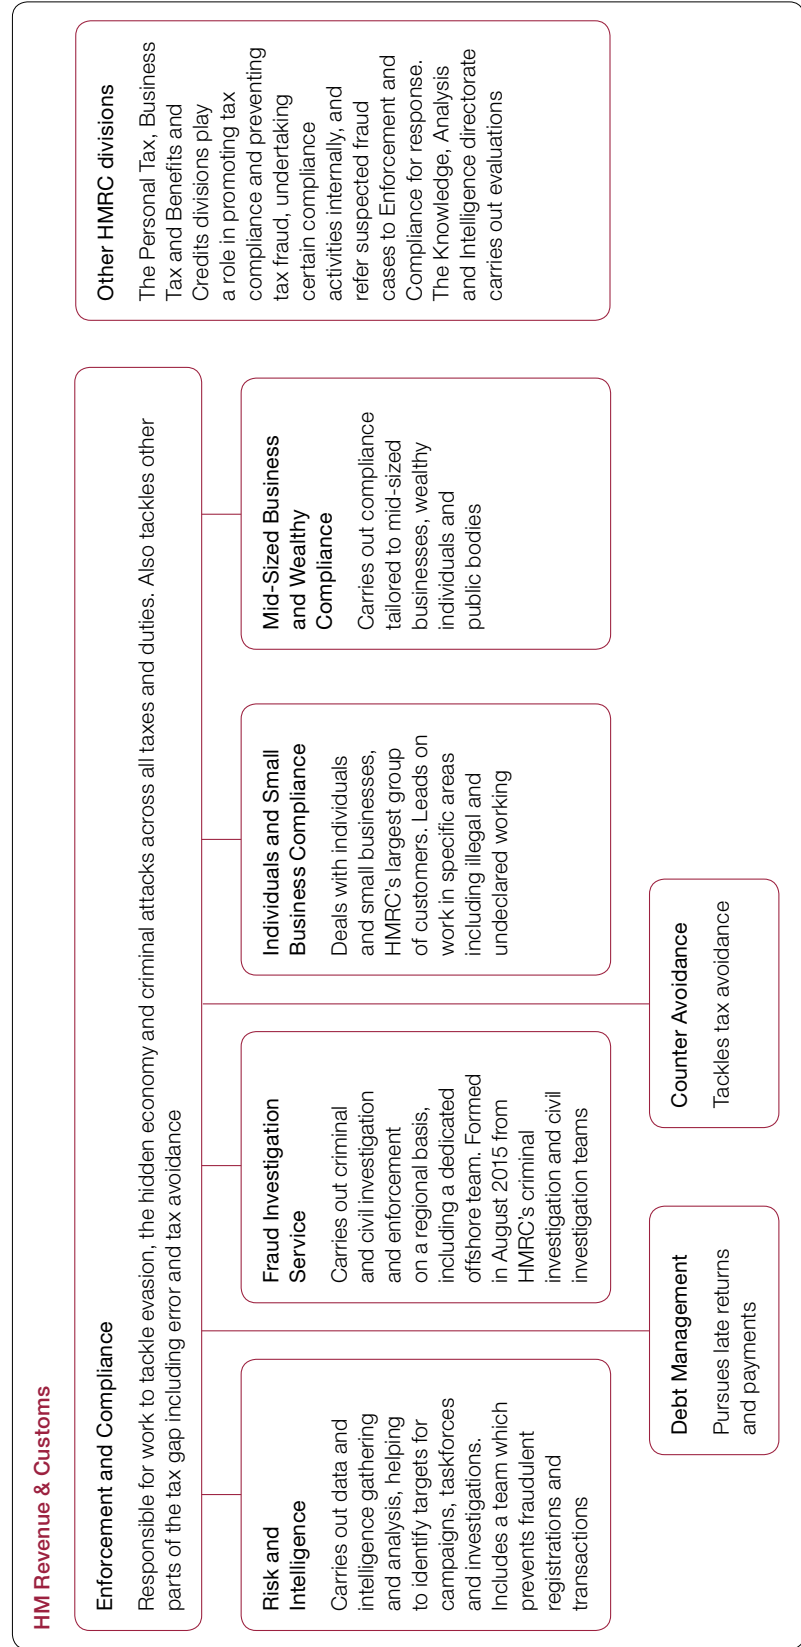 HM Revenue & Customs
Enforcement and Compliance
Responsible for work to tackle evasion, the hidden economy and criminal attacks across all taxes and duties. Also tackles other
parts of the tax gap including error and tax avoidance
Risk and
Intelligence
Carries out data and
intelligence gathering
and analysis, helping
to identify targets for
campaigns, taskforces
and investigations.
Includes a team which
prevents fraudulent
registrations and
transactions
Fraud Investigation
Service
Carries out criminal
and civil investigation
and enforcement
on a regional basis,
including a dedicated
offshore team. Formed
in August 2015 from
HMRC's criminal
investigation and civil
investigation teams
Individuals and Small
Business Compliance
Deals with individuals
and small businesses,
HMRC's largest group
of customers. Leads on
work in specific areas
including illegal and
undeclared working
Mid-Sized Business
and Wealthy
Compliance
Carries out compliance
tailored to mid-sized
businesses, wealthy
individuals and
public bodies
Debt Management
Pursues late returns
and payments
Counter Avoidance
Tackles tax avoidance
Other HMRC divisions
The Personal Tax, Business
Tax and Benefits and
Credits divisions play
a role in promoting tax
compliance and preventing
tax fraud, undertaking
certain compliance
activities internally, and
refer suspected fraud
cases to Enforcement and
Compliance for response.
The Knowledge, Analysis
and Intelligence directorate
carries out evaluations